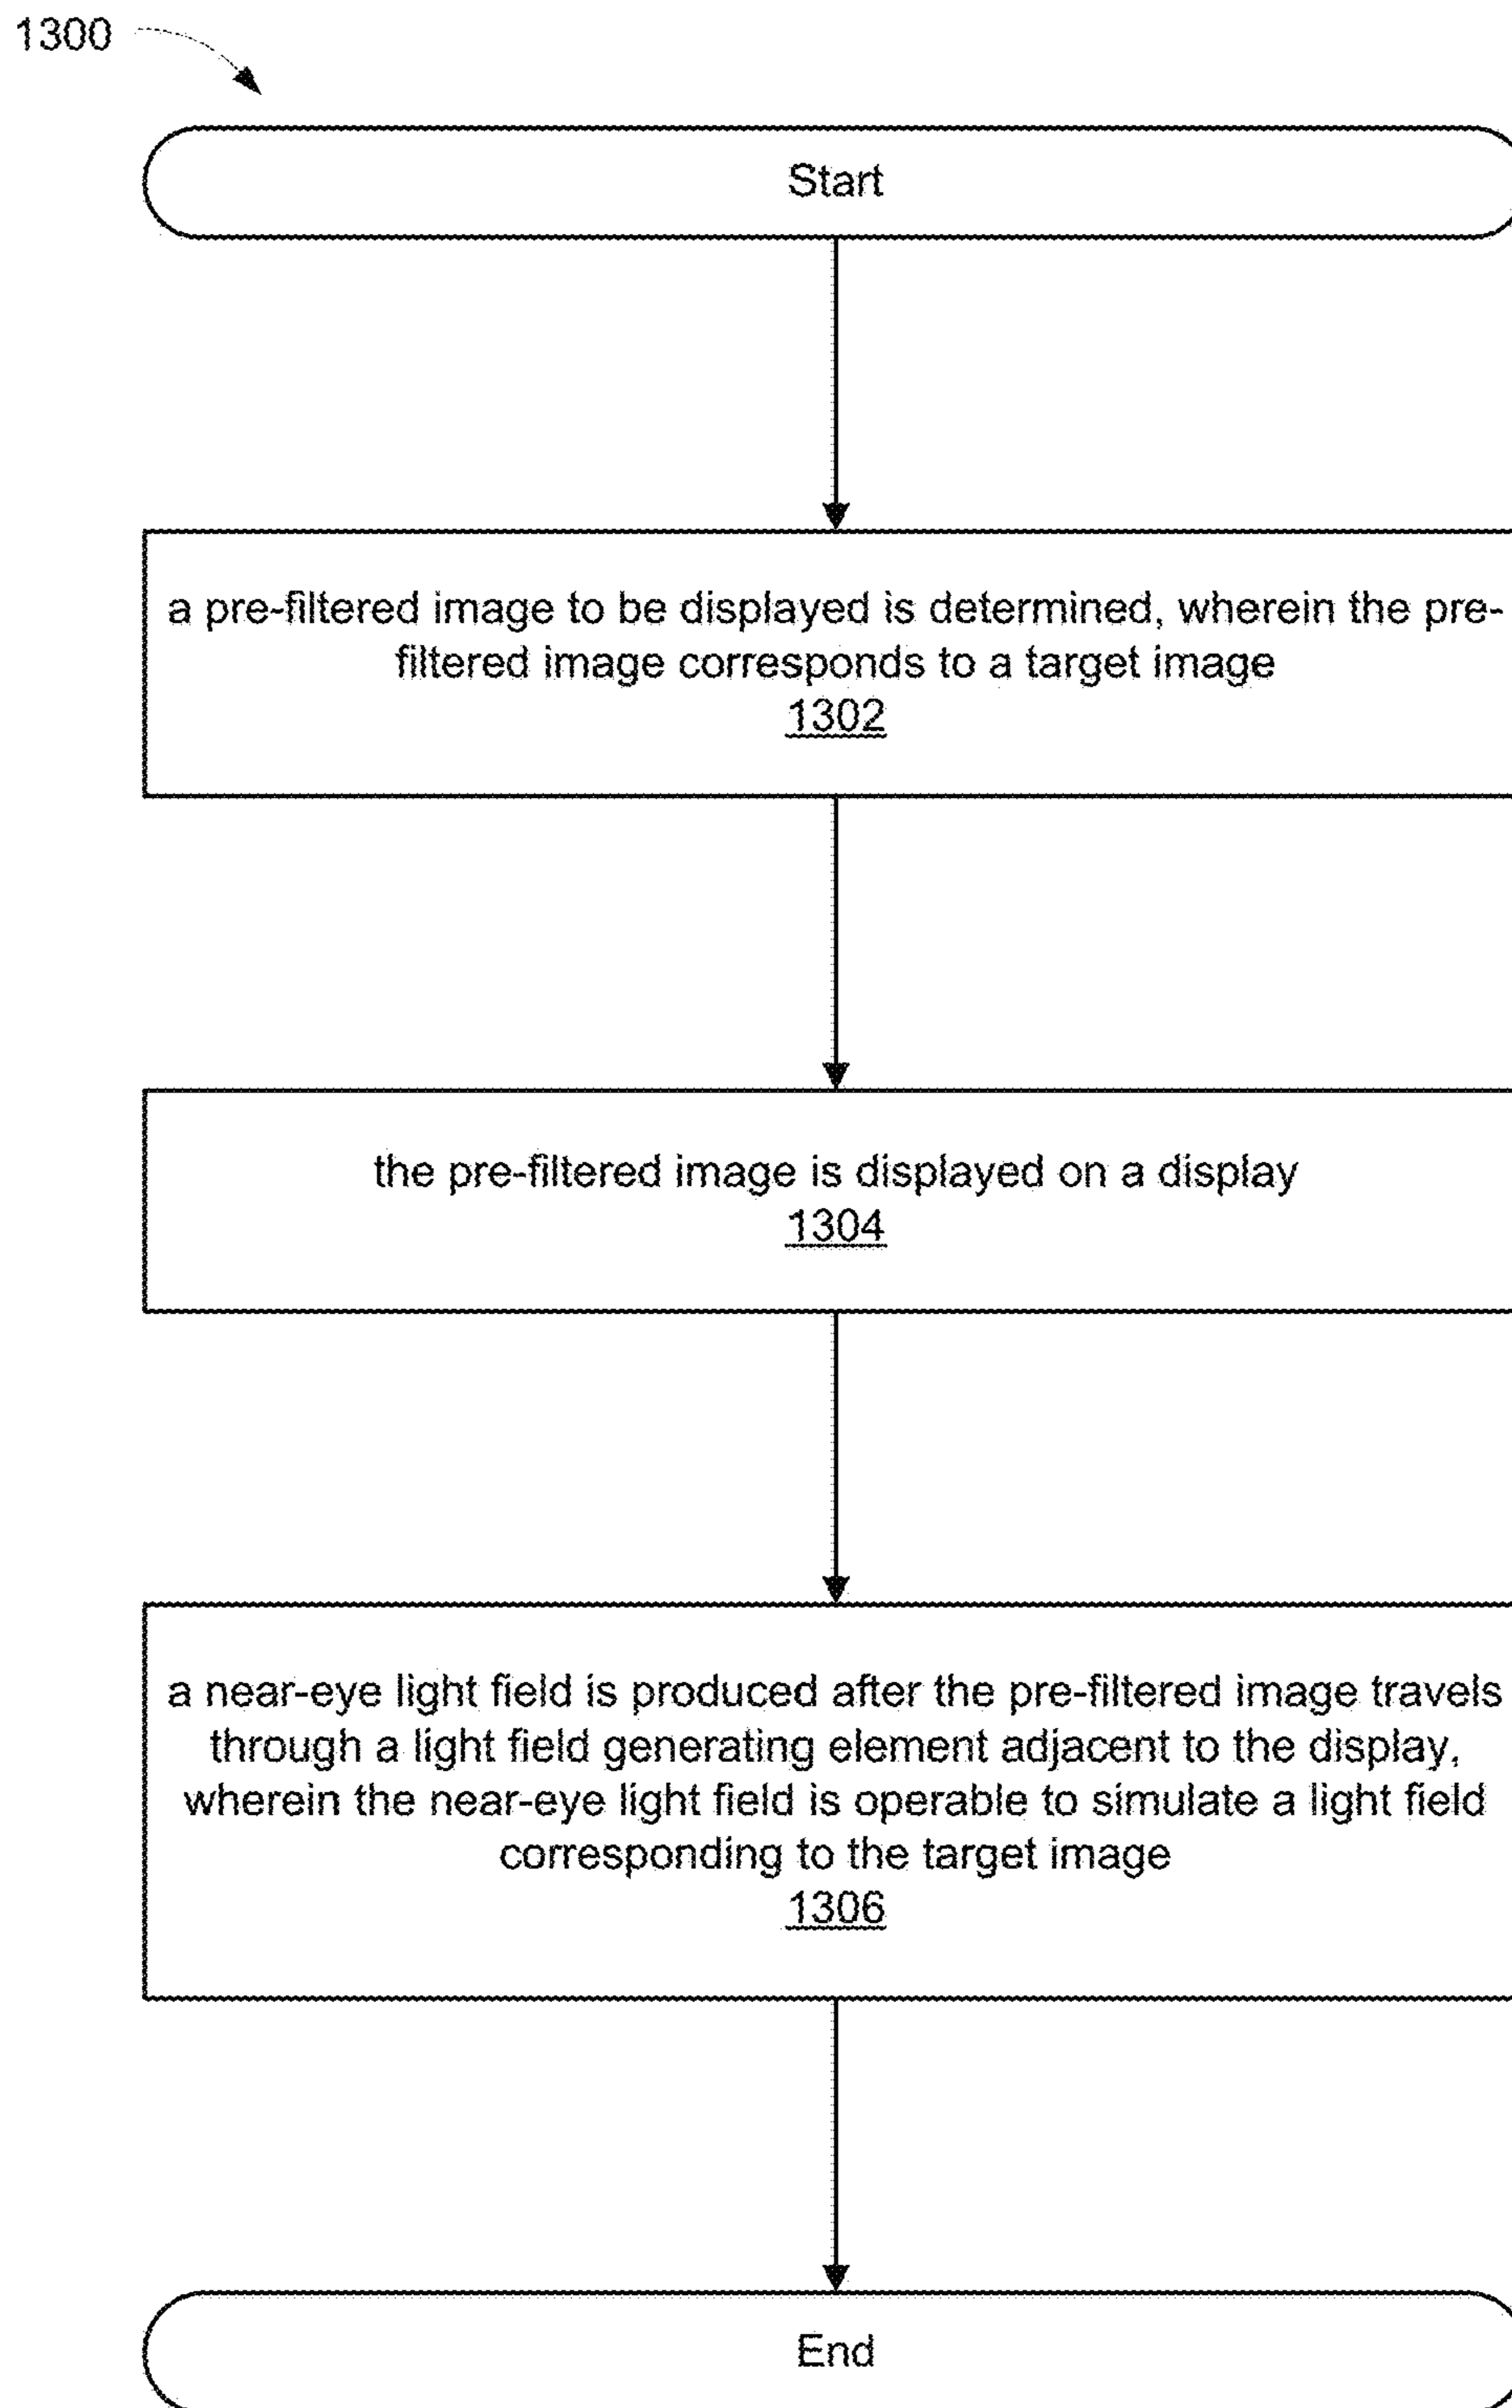 1300
Start
a pre-filtered image to be displayed is determined, wherein the pre-
filtered image corresponds to a target image
1302
the pre-filtered image is displayed on a display
1304
a near-eye light field is produced after the pre-filtered image travels
through a light field generating element adjacent to the display,
wherein the near-eye light field is operable to simulate a light field
corresponding to the target image
1306
End